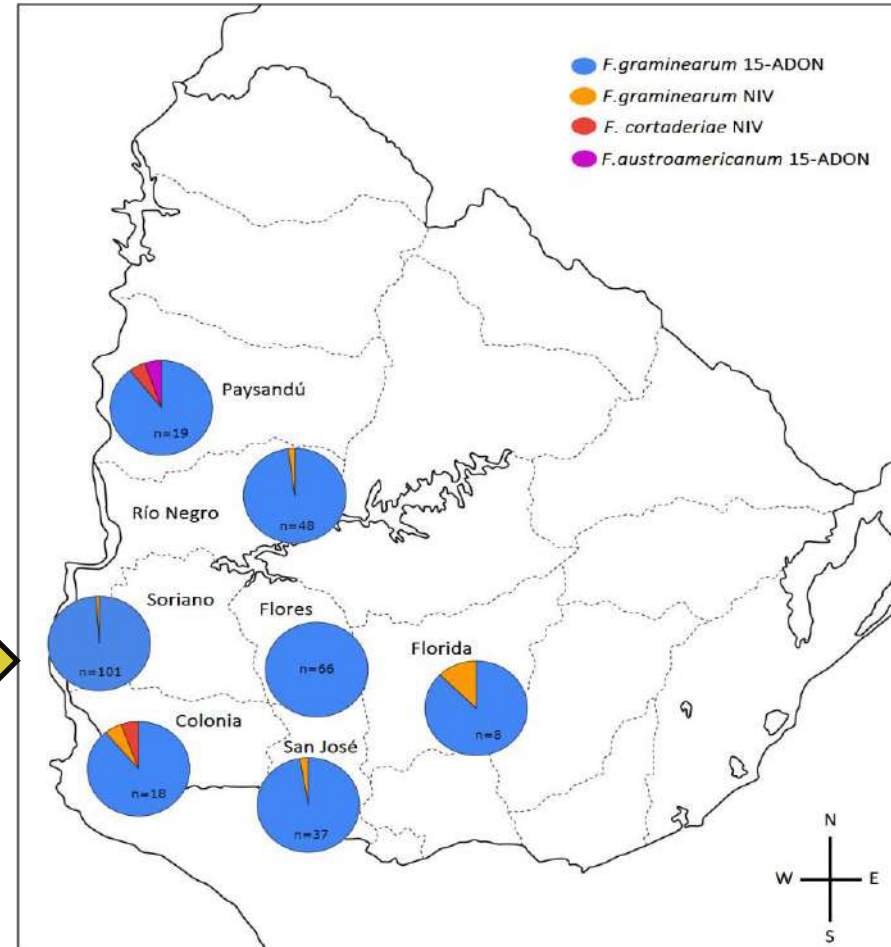 F.graminearum 15-ADON
F.graminearum NIV
F. cortaderiae NIV
F.austroamericanum 15-ADON
Paysandú
n=19
Río Negro
n=48
Soriano
n=101
Flores
n=66
Florida
n=8
Colonia
n=18
San José
n=37
N
W E
S